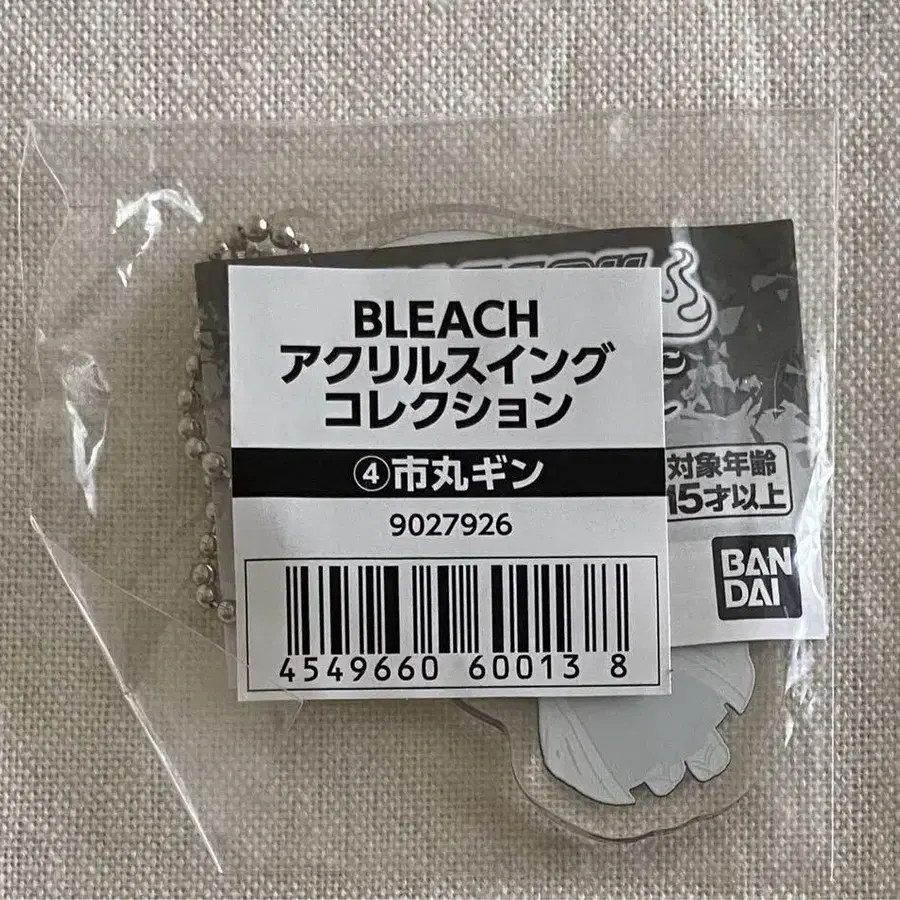 BLEACH
アクリルスイング
コレクション
④市丸ギン
9027926
4549660 60013 8
対象年齢
15才以上
BAN
DAI